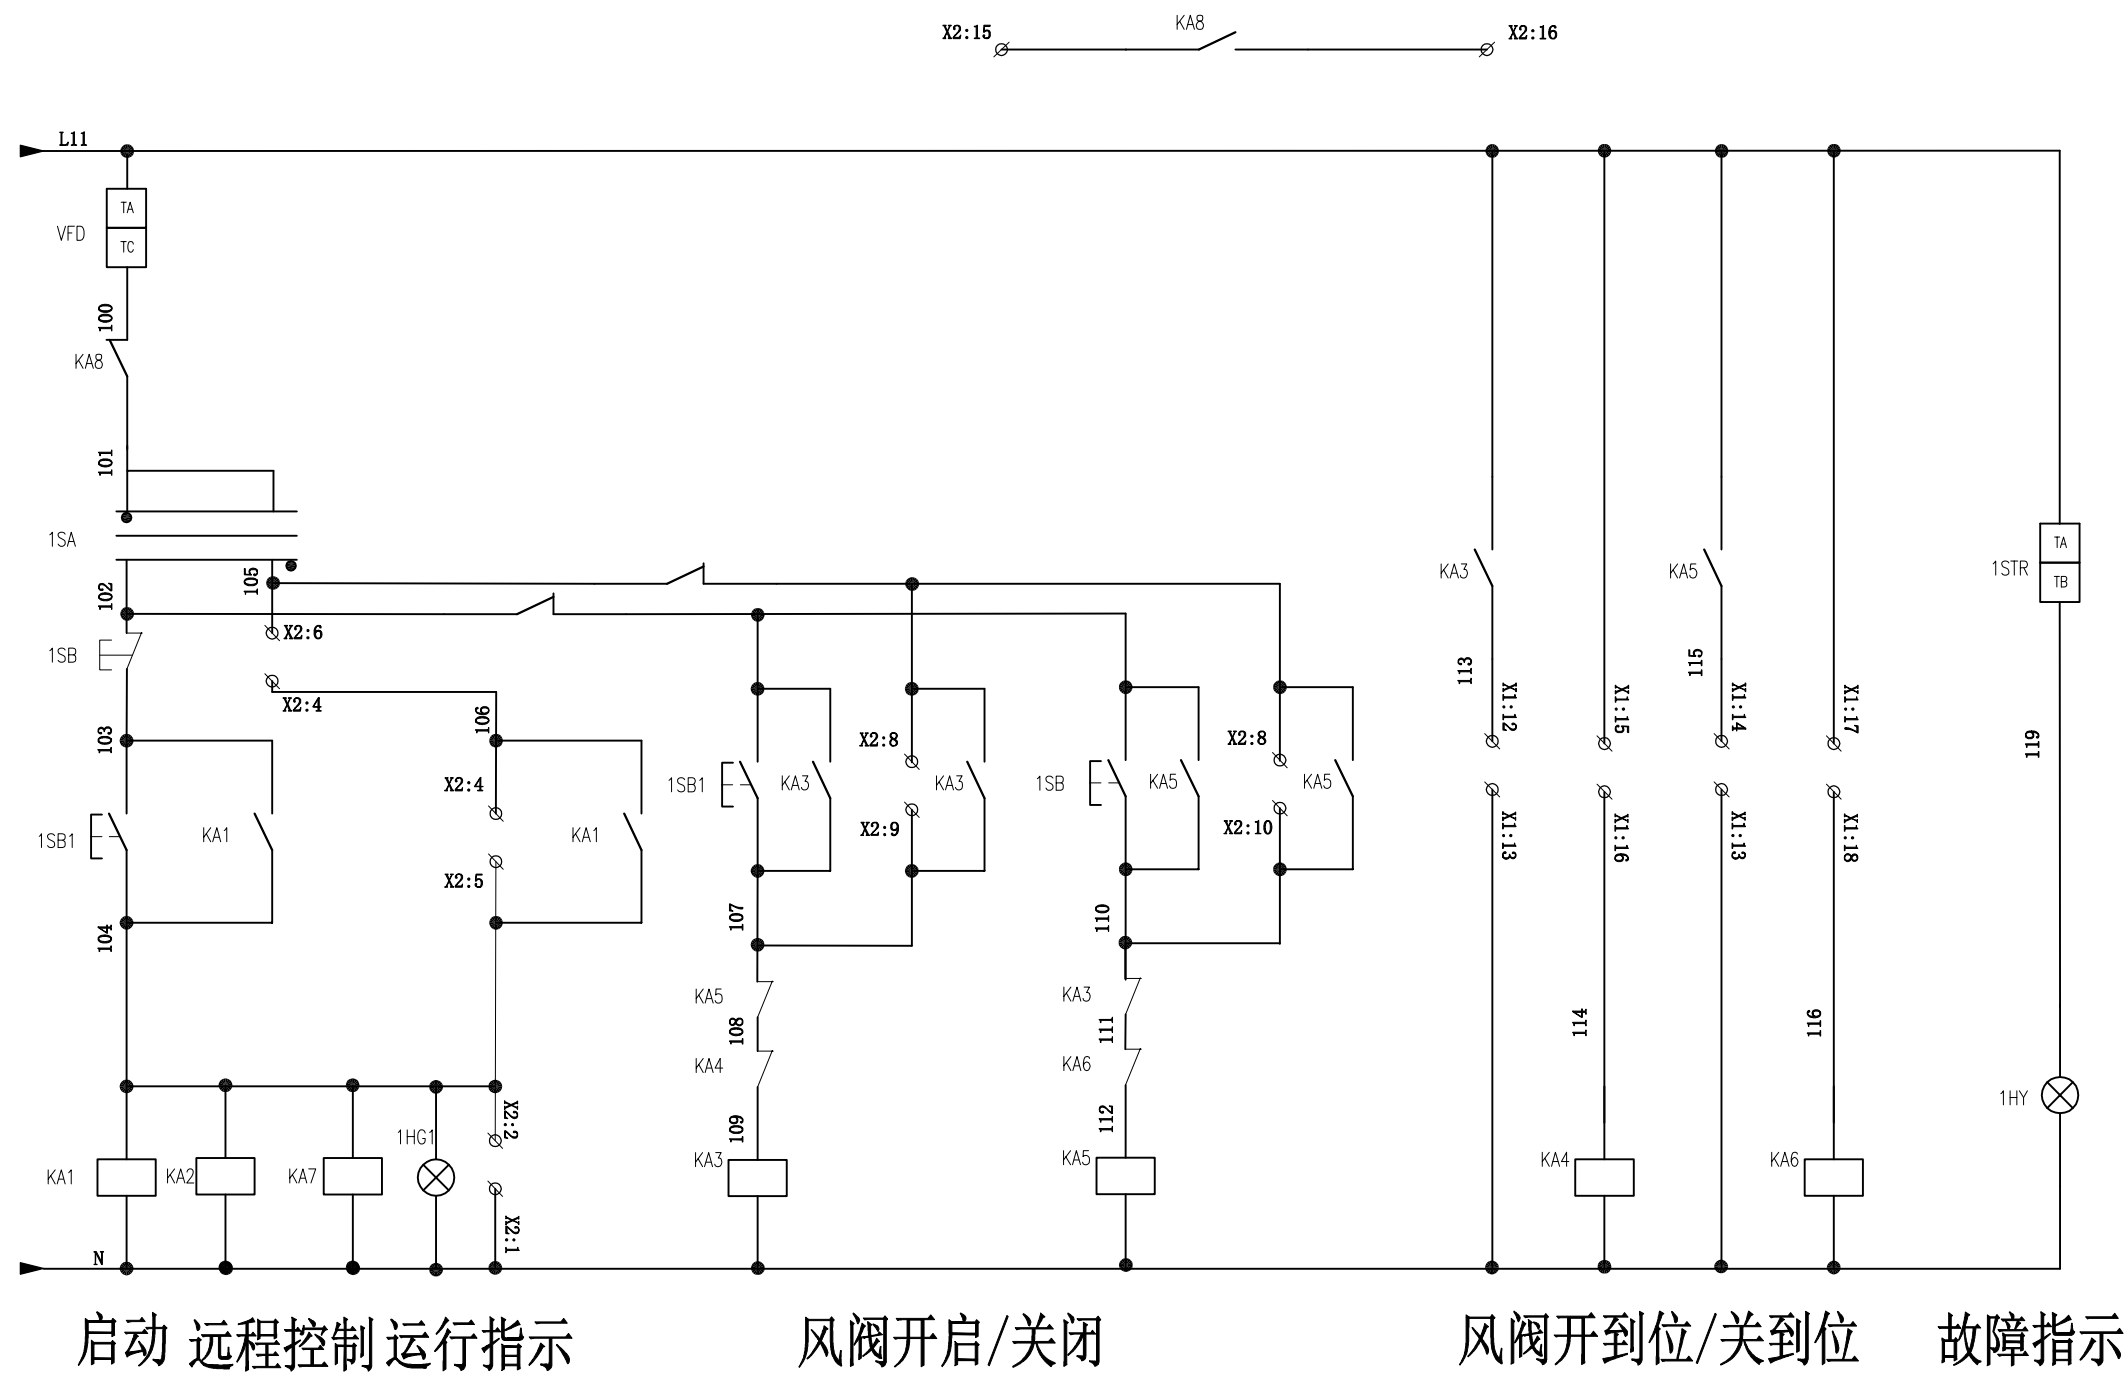 X2:15
KA8
X2:16
L11
TA
VFD
TC
100
KA8
101
1SA
102
105
X2:6
1SB
X2:4
103
106
1SB1
KA1
X2:4
X2:5
KA1
104
1SB1
KA3
X2:8
X2:9
KA3
1SB
KA5
X2:8
X2:10
KA5
107
110
KA5
108
KA4
109
KA3
KA3
111
KA6
112
KA5
KA3
113
X1:12
X1:13
X1:15
X1:16
114
KA4
KA5
115
X1:14
X1:13
X1:17
X1:18
116
KA6
1STR
TA
TB
119
1HY
KA1
KA2
KA7
1HG1
X2:2
X2:1
N
启动 远程控制 运行指示
风阀开启/关闭
风阀开到位/关到位
故障指示